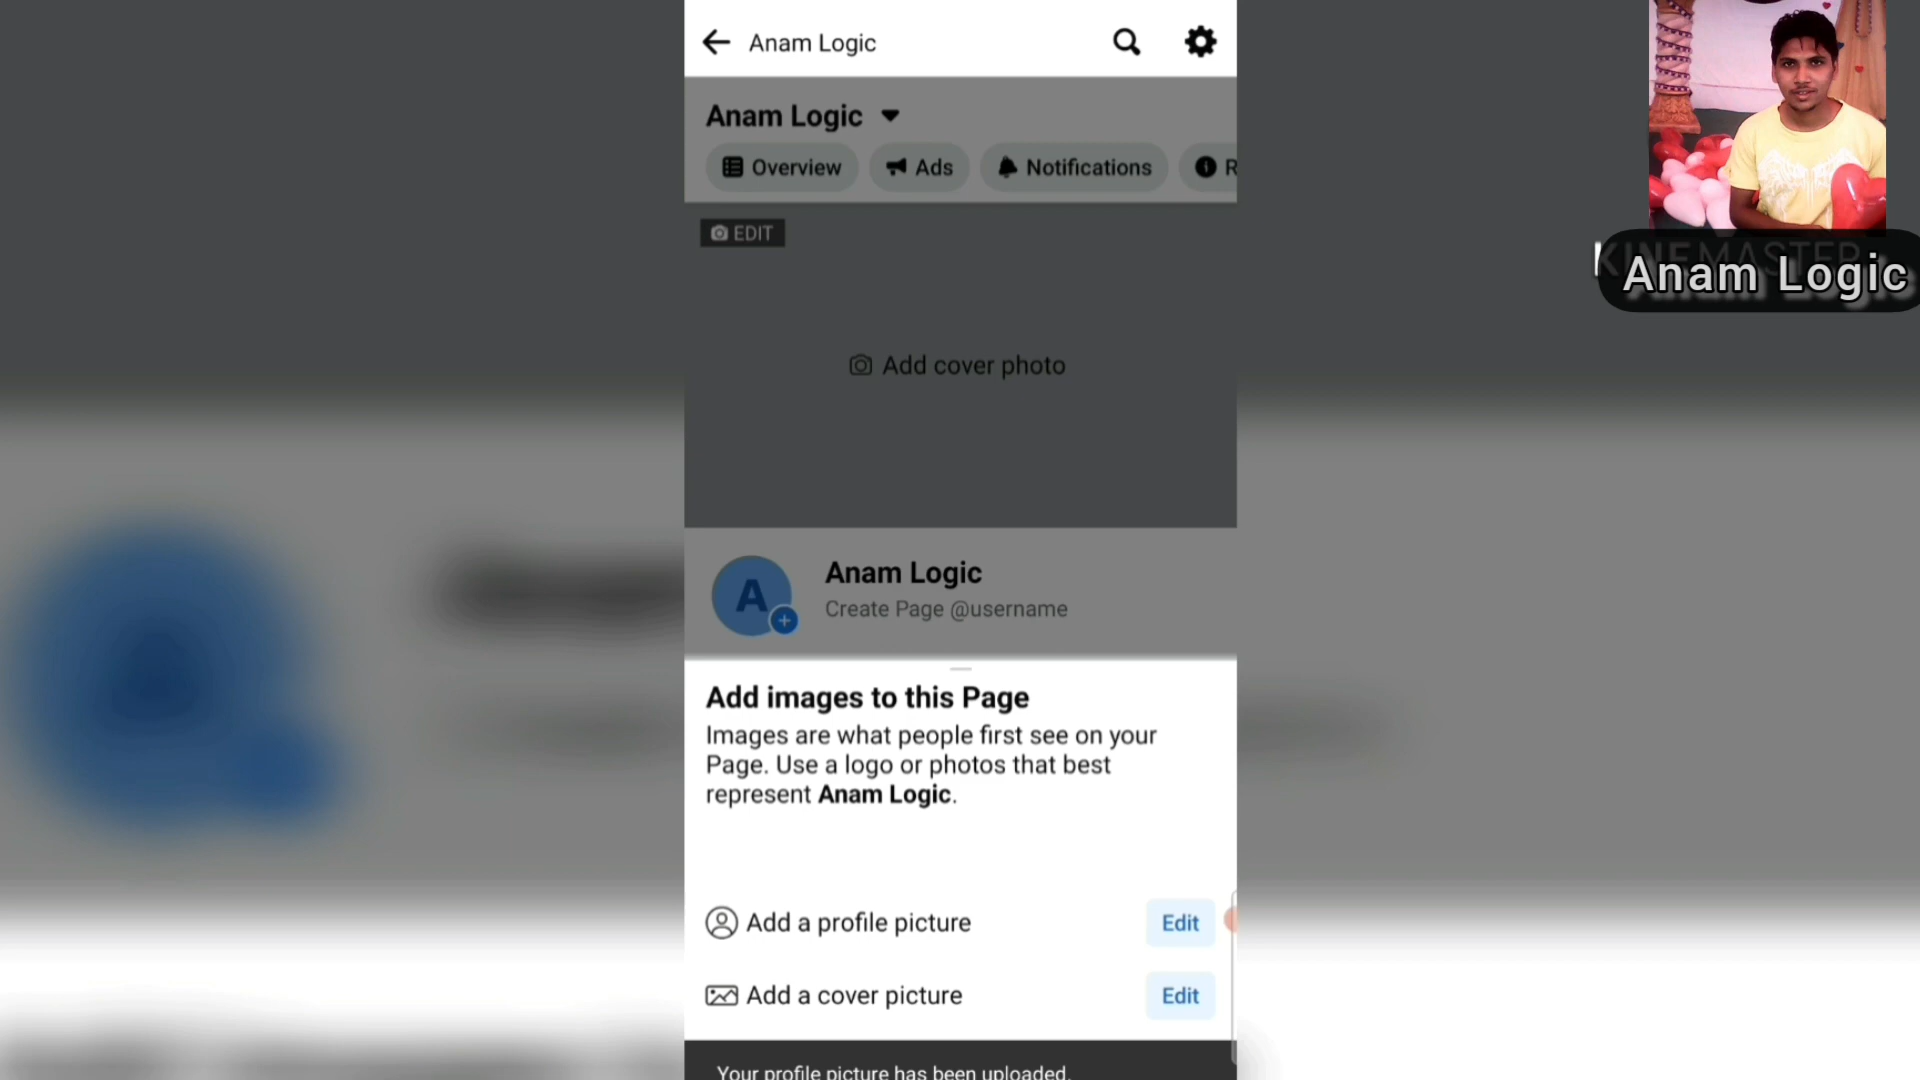 Anam Logic
Anam Logic
Overview
Ads
Notifications
R
EDIT
Add cover photo
A
Anam Logic
Create Page @username
Add images to this Page
Images are what people first see on your
Page. Use a logo or photos that best
represent Anam Logic.
Add a profile picture
Edit
Add a cover picture
Edit
Your profile picture has been uploaded.
KINEMASTER
Anam Logic